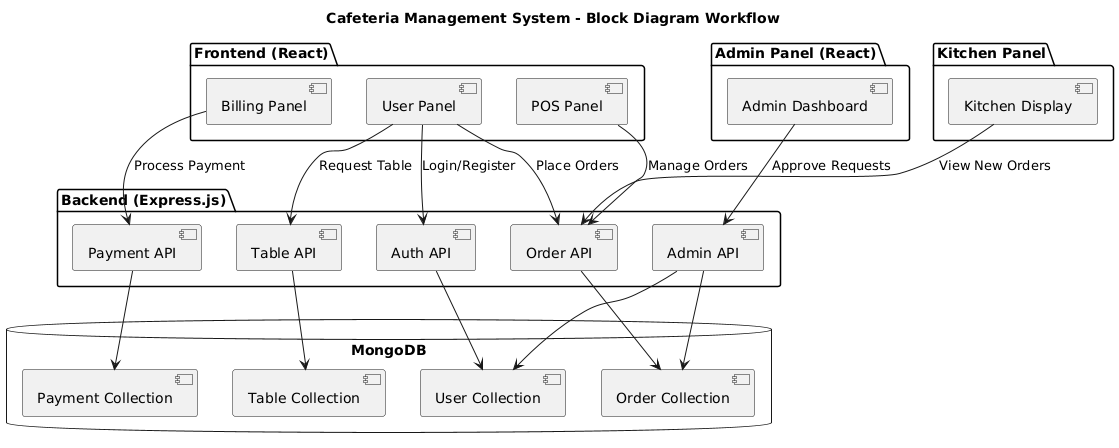 Cafeteria Management System - Block Diagram Workflow
Frontend (React)
Admin Panel (React)
Kitchen Panel
Billing Panel
User Panel
POS Panel
Admin Dashboard
Kitchen Display
Process Payment
Request Table
Login/Register
Place Orders
Manage Orders
Approve Requests
View New Orders
Backend (Express.js)
Payment API
Table API
Auth API
Order API
Admin API
MongoDB
Payment Collection
Table Collection
User Collection
Order Collection